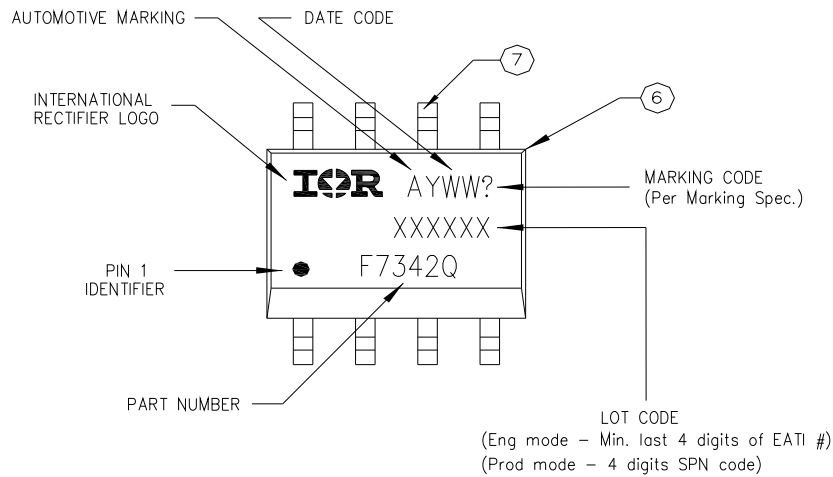 AUTOMOTIVE MARKING
DATE CODE
7
INTERNATIONAL
RECTIFIER LOGO
6
IOR
AYWW?
MARKING CODE
(Per Marking Spec.)
XXXXXX
PIN 1
IDENTIFIER
F7342Q
PART NUMBER
LOT CODE
(Eng mode – Min. last 4 digits of EATI #)
(Prod mode – 4 digits SPN code)